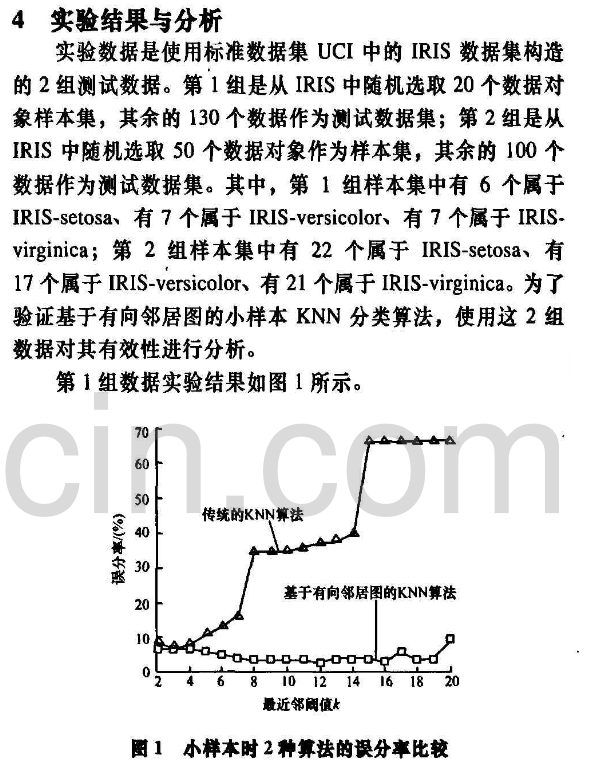 4 实验结果与分析
实验数据是使用标准数据集 UCI 中的 IRIS 数据集构造
的 2 组测试数据。第 1 组是从 IRIS 中随机选取 20 个数据对
象样本集，其余的 130 个数据作为测试数据集；第 2 组是从
IRIS 中随机选取 50 个数据对象作为样本集，其余的 100 个
数据作为测试数据集。其中，第 1 组样本集中有 6 个属于
IRIS-setosa、有 7 个属于 IRIS-versicolor、有 7 个属于 IRIS-
virginica；第 2 组样本集中有 22 个属于 IRIS-setosa、有
17 个属于 IRIS-versicolor、有 21 个属于 IRIS-virginica。为了
验证基于有向邻居图的小样本 KNN 分类算法，使用这 2 组
数据对其有效性进行分析。
第 1 组数据实验结果如图 1 所示。
cin.com
70
60
50
传统的KNN算法
40
误分率/(%)
30
基于有向邻居图的KNN算法
20
10
0
2 4 6 8 10 12 14 16 18 20
最近邻阈值k
图 1 小样本时 2 种算法的误分率比较